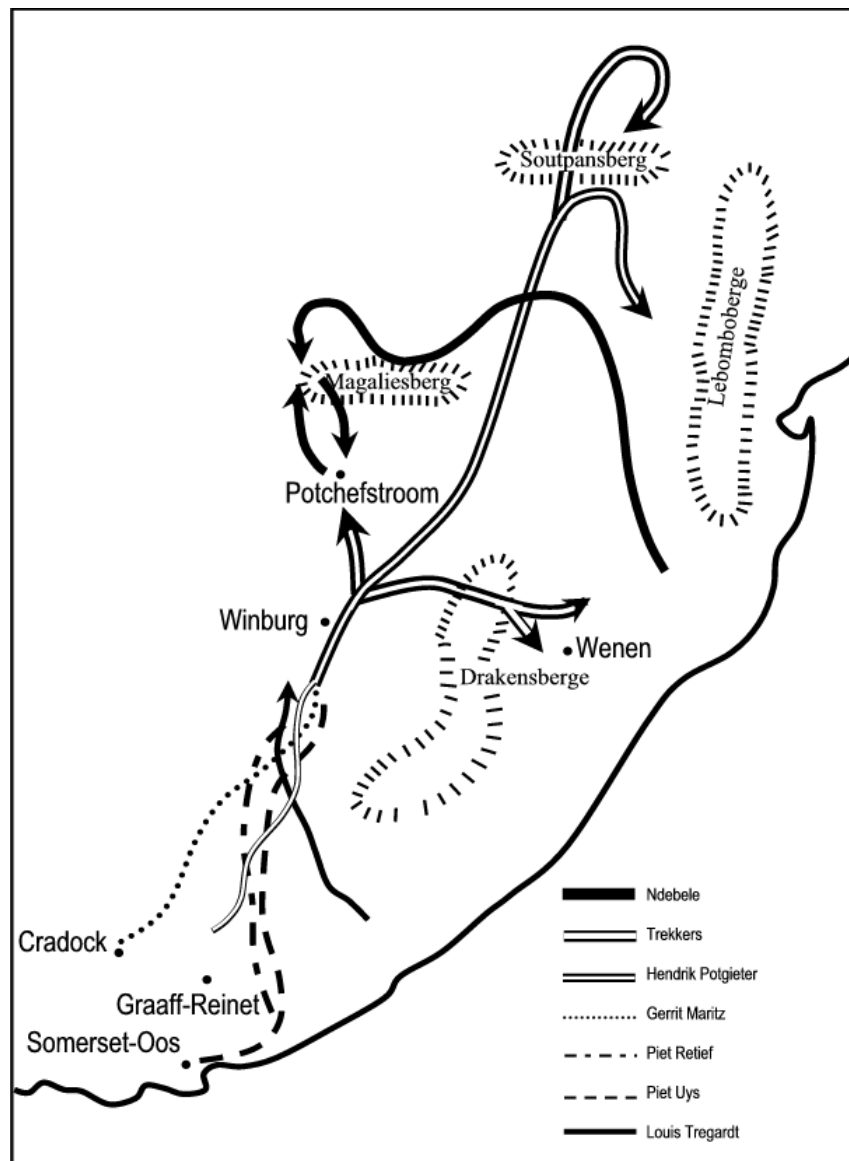 Soutpansberg
Lebomboberge
Magaliesberg
Potchefstroom
Winburg
Wenen
Drakensberge
Cradock
Graaff-Reinet
Somerset-Oos
Ndebele
Trekkers
Hendrik Potgieter
Gerrit Maritz
Piet Retief
Piet Uys
Louis Tregardt